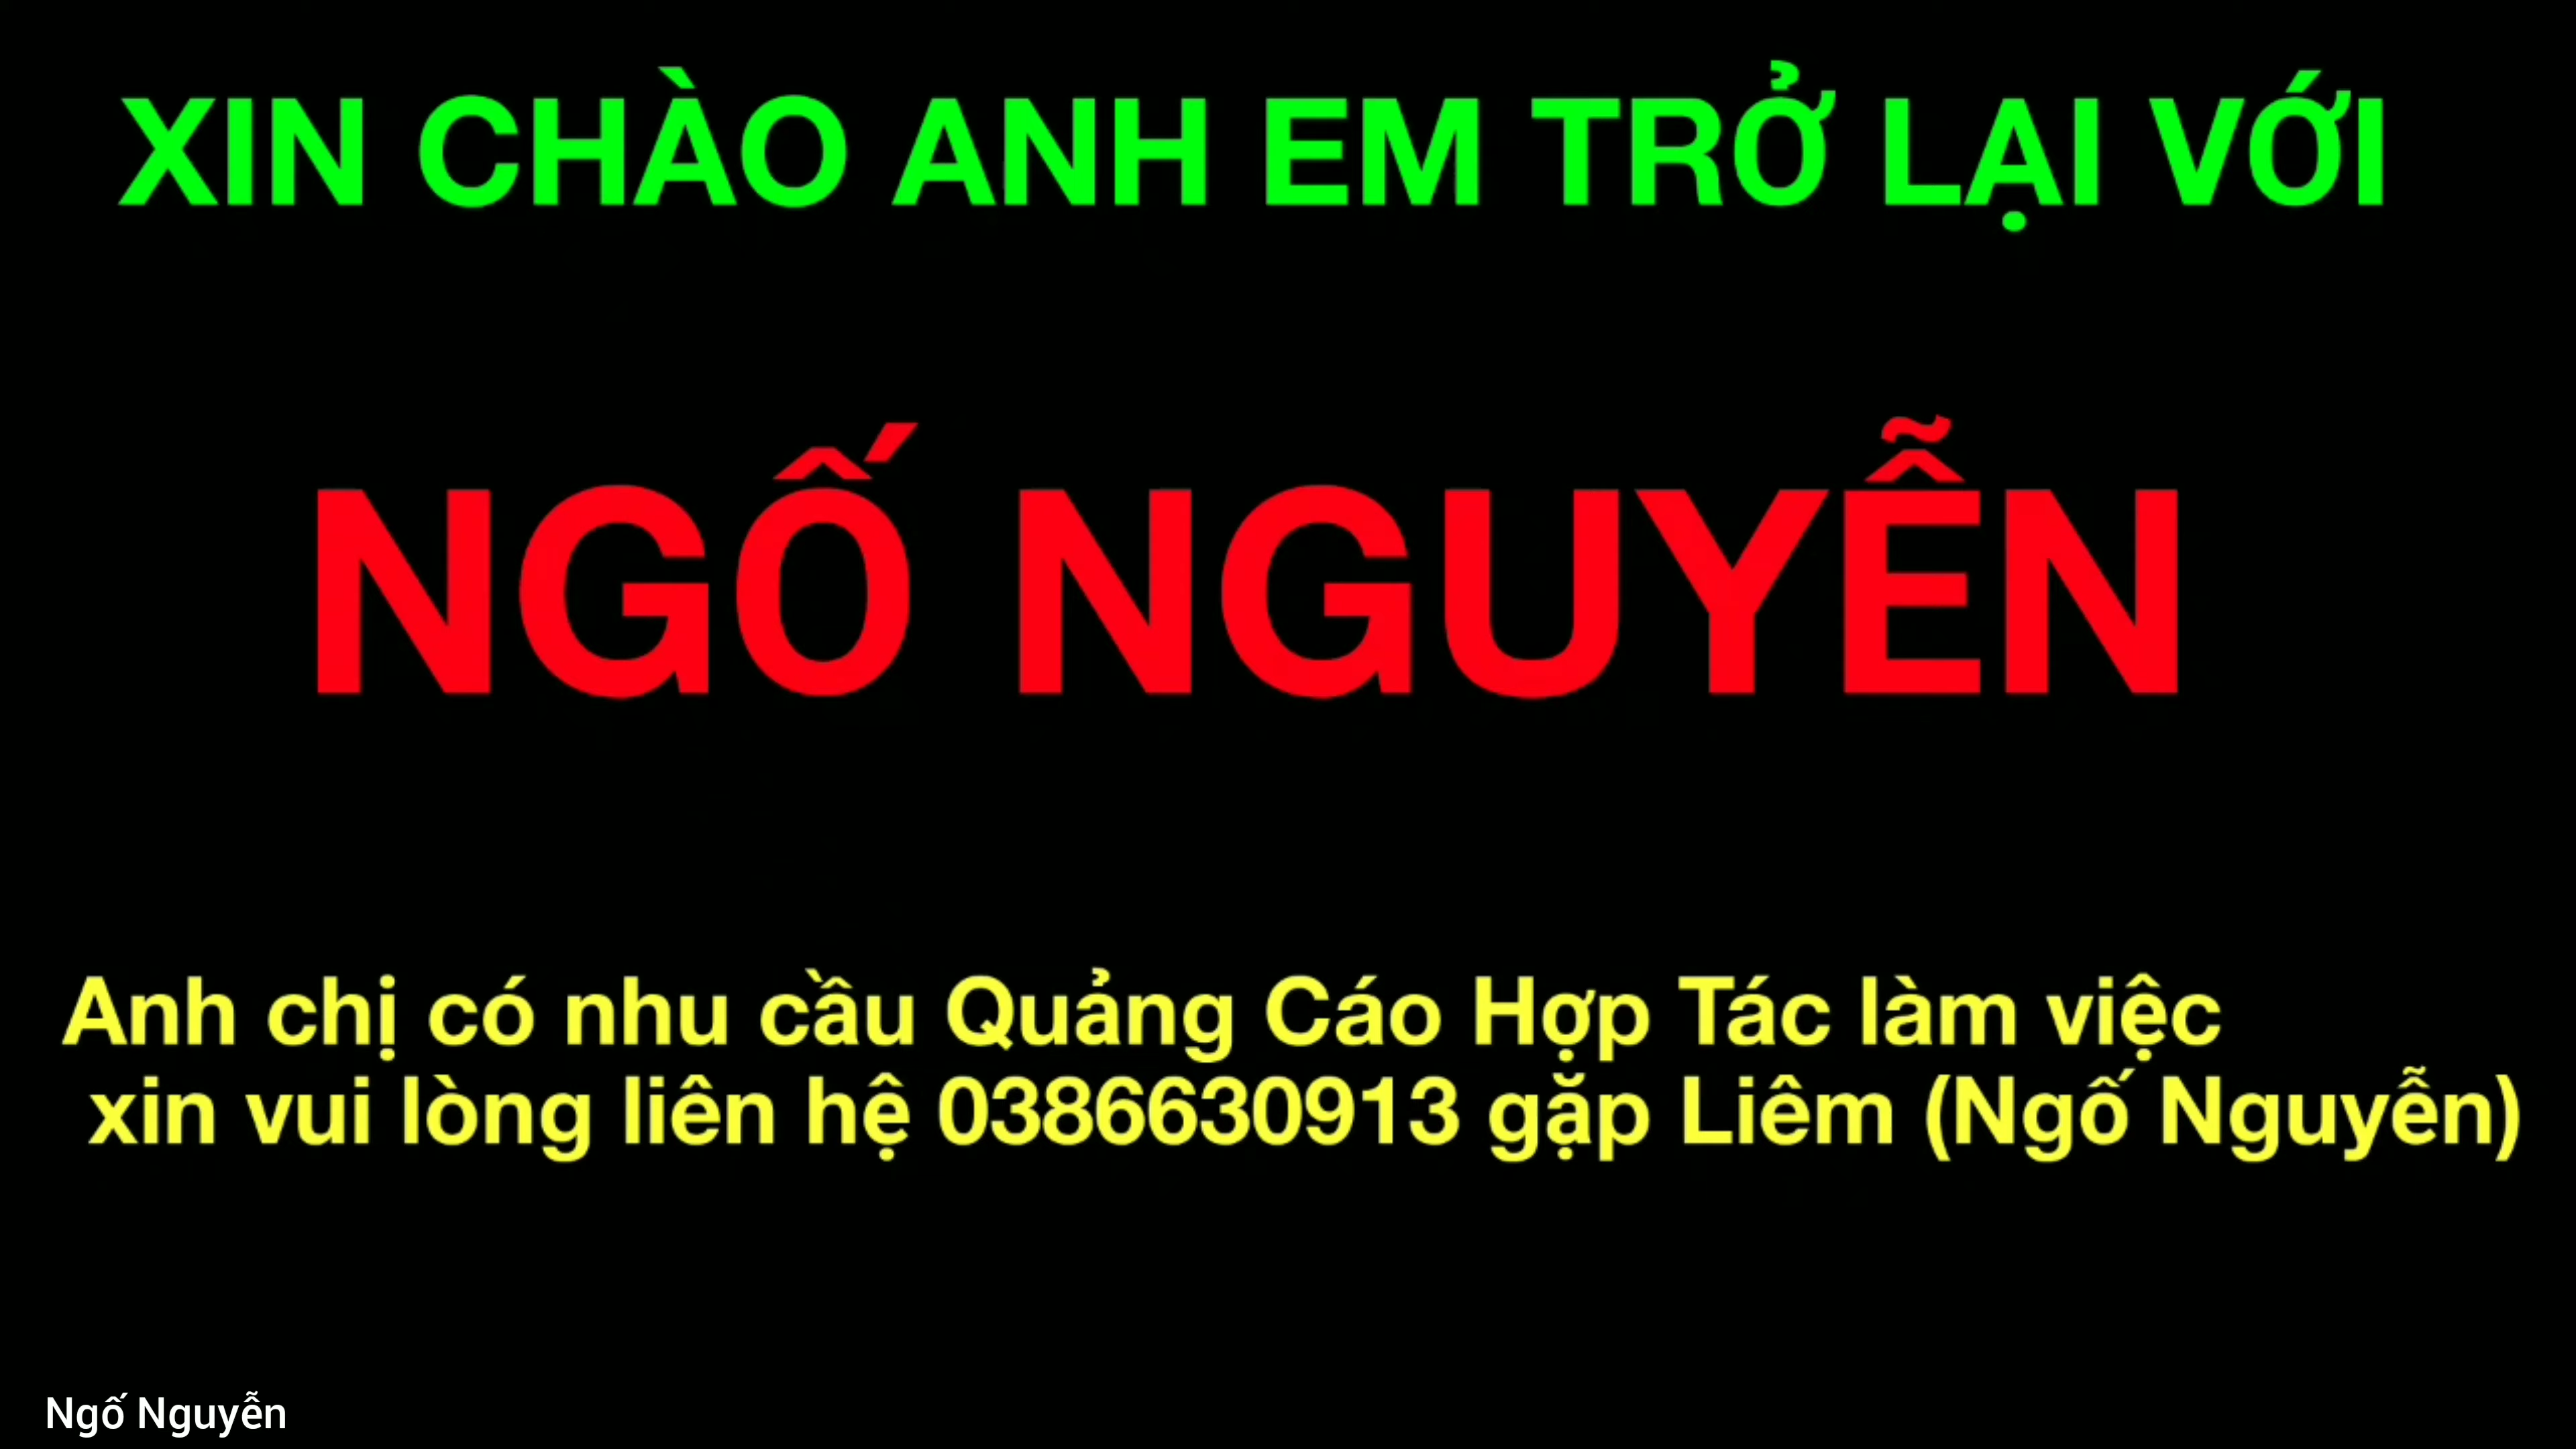 XIN CHÀO ANH EM TRỞ LẠI VỚI
NGỐ NGUYỄN
Anh chị có nhu cầu Quảng Cáo Hợp Tác làm việc
xin vui lòng liên hệ 0386630913 gặp Liêm (Ngố Nguyễn)
Ngố Nguyễn